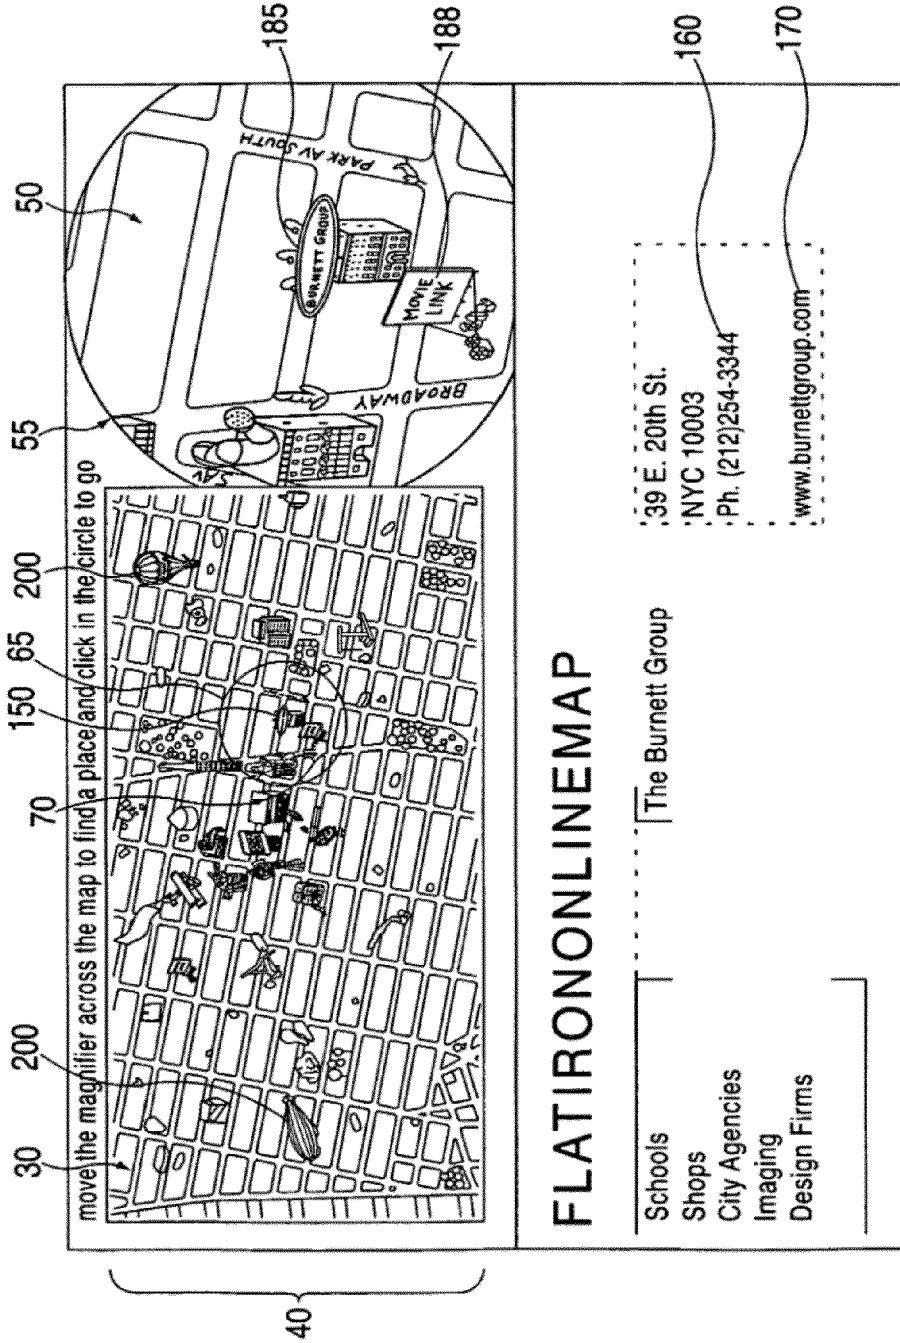 30
200
70
150
65
200
55
50
185
188
160
170
40
move the magnifier across the map to find a place and click in the circle to go
S AV
BROADWAY
PARK AV SOUTH
BURNETT GROUP
MOVIE
LINK
FLATIRONONLINEMAP
Schools
Shops
City Agencies
Imaging
Design Firms
The Burnett Group
39 E. 20th St.
NYC 10003
Ph. (212)254-3344
www.burnettgroup.com